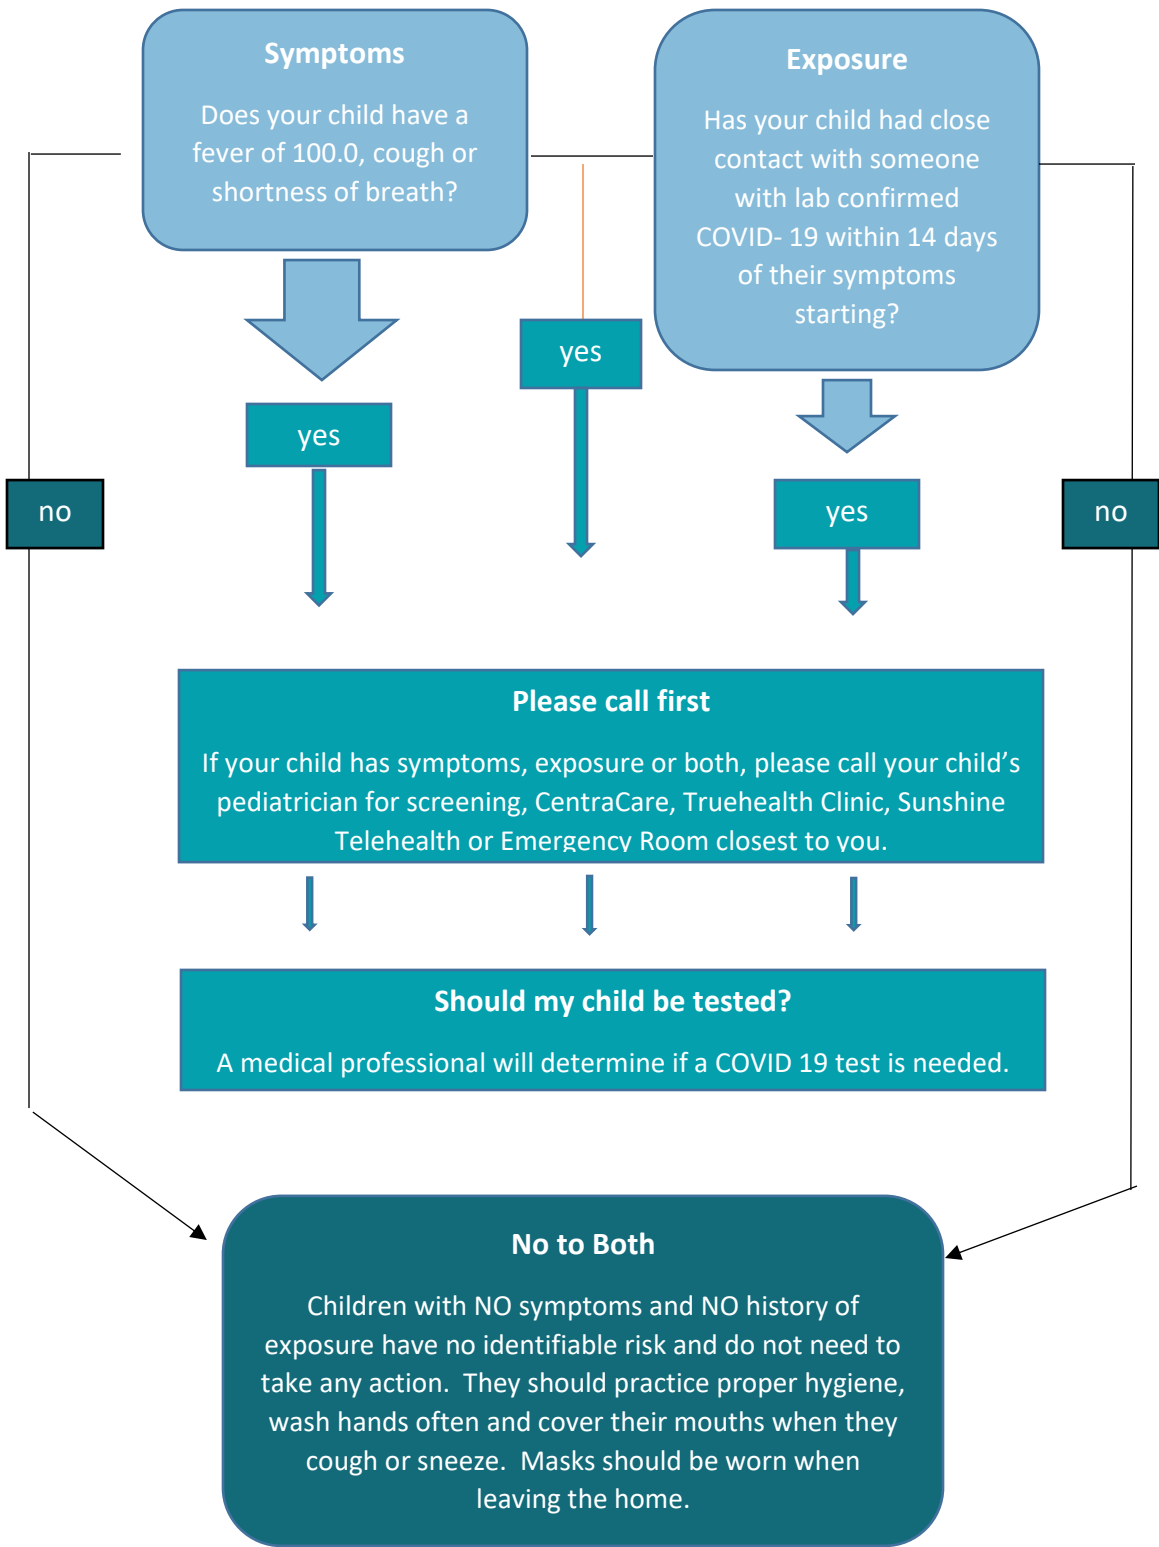 Symptoms
Does your child have a
fever of 100.0, cough or
shortness of breath?
Exposure
Has your child had close
contact with someone
with lab confirmed
COVID- 19 within 14 days
of their symptoms
starting?
yes
yes
yes
no
no
Please call first
If your child has symptoms, exposure or both, please call your child’s
pediatrician for screening, CentraCare, Truehealth Clinic, Sunshine
Telehealth or Emergency Room closest to you.
Should my child be tested?
A medical professional will determine if a COVID 19 test is needed.
No to Both
Children with NO symptoms and NO history of
exposure have no identifiable risk and do not need to
take any action.  They should practice proper hygiene,
wash hands often and cover their mouths when they
cough or sneeze.  Masks should be worn when
leaving the home.